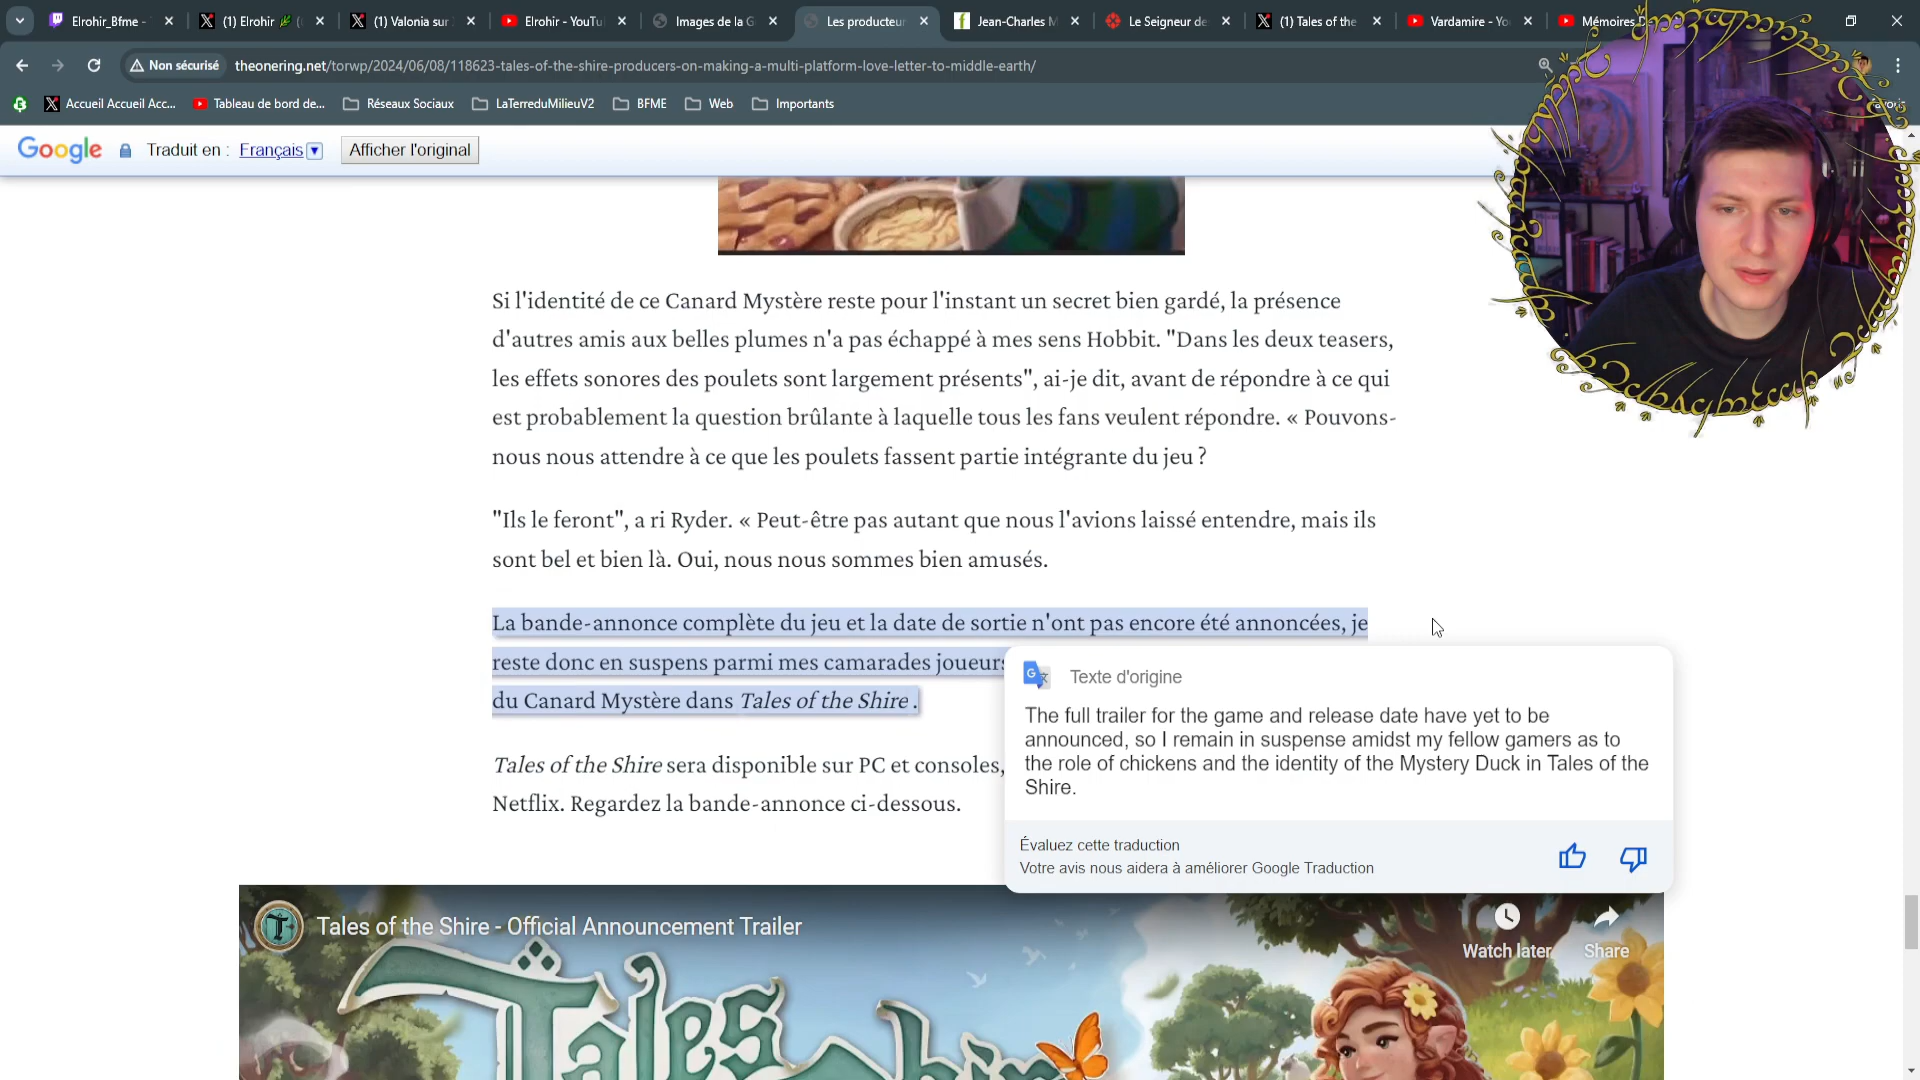 Elrohir_Bfme -
(1) Elrohir
(1) Valonia sur
Elrohir - YouTu
Images de la G
Les producteur
Jean-Charles M
Le Seigneur de
(1) Tales of the
Vardamire - Yo
Mémoires
Non sécurisé
theonering.net/torwp/2024/06/08/118623-tales-of-the-shire-producers-on-making-a-multi-platform-love-letter-to-middle-earth/
Accueil Accueil Acc...
Tableau de bord de...
Réseaux Sociaux
LaTerreduMilieuV2
BFME
Web
Importants
Google
Traduit en :
Français
Afficher l'original
Si l'identité de ce Canard Mystère reste pour l'instant un secret bien gardé, la présence
d'autres amis aux belles plumes n'a pas échappé à mes sens Hobbit. "Dans les deux teasers,
les effets sonores des poulets sont largement présents", ai-je dit, avant de répondre à ce qui
est probablement la question brûlante à laquelle tous les fans veulent répondre. « Pouvons-
nous nous attendre à ce que les poulets fassent partie intégrante du jeu ?
"Ils le feront", a ri Ryder. « Peut-être pas autant que nous l'avions laissé entendre, mais ils
sont bel et bien là. Oui, nous nous sommes bien amusés.
La bande-annonce complète du jeu et la date de sortie n'ont pas encore été annoncées, je
reste donc en suspens parmi mes camarades joueurs
du Canard Mystère dans Tales of the Shire .
Texte d'origine
The full trailer for the game and release date have yet to be
announced, so I remain in suspense amidst my fellow gamers as to
the role of chickens and the identity of the Mystery Duck in Tales of the
Shire.
Évaluez cette traduction
Votre avis nous aidera à améliorer Google Traduction
Tales of the Shire sera disponible sur PC et consoles,
Netflix. Regardez la bande-annonce ci-dessous.
Tales of the Shire - Official Announcement Trailer
Watch later
Share
Tales